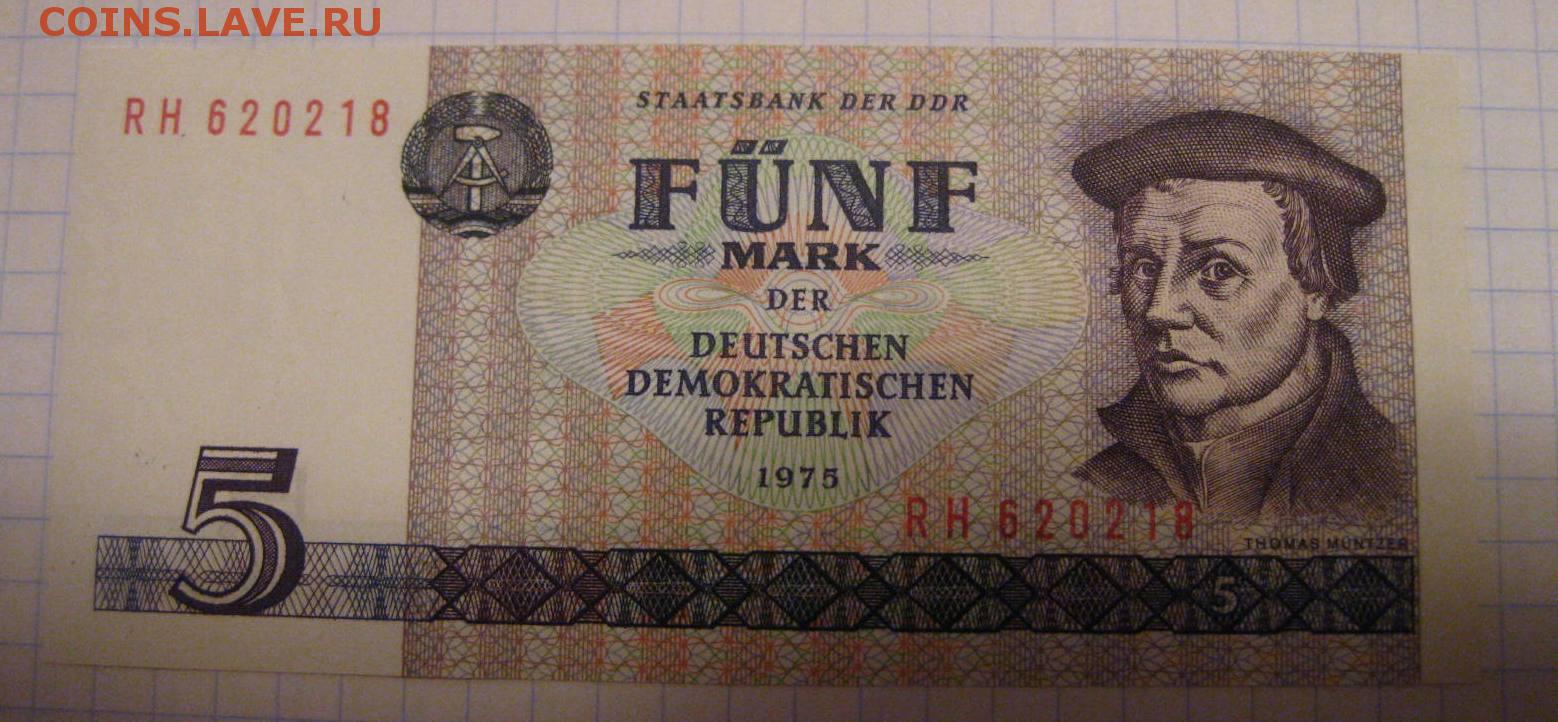 COINS.LAVE.RU
RH 620218
STAATSBANK DER DDR
FÜNF
MARK
DER
DEUTSCHEN
DEMOKRATISCHEN
REPUBLIK
1975
RH 620218
THOMAS MÜNTZER
5
5